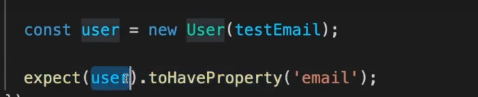 const user = new User(testEmail);
expect(user).toHaveProperty('email');